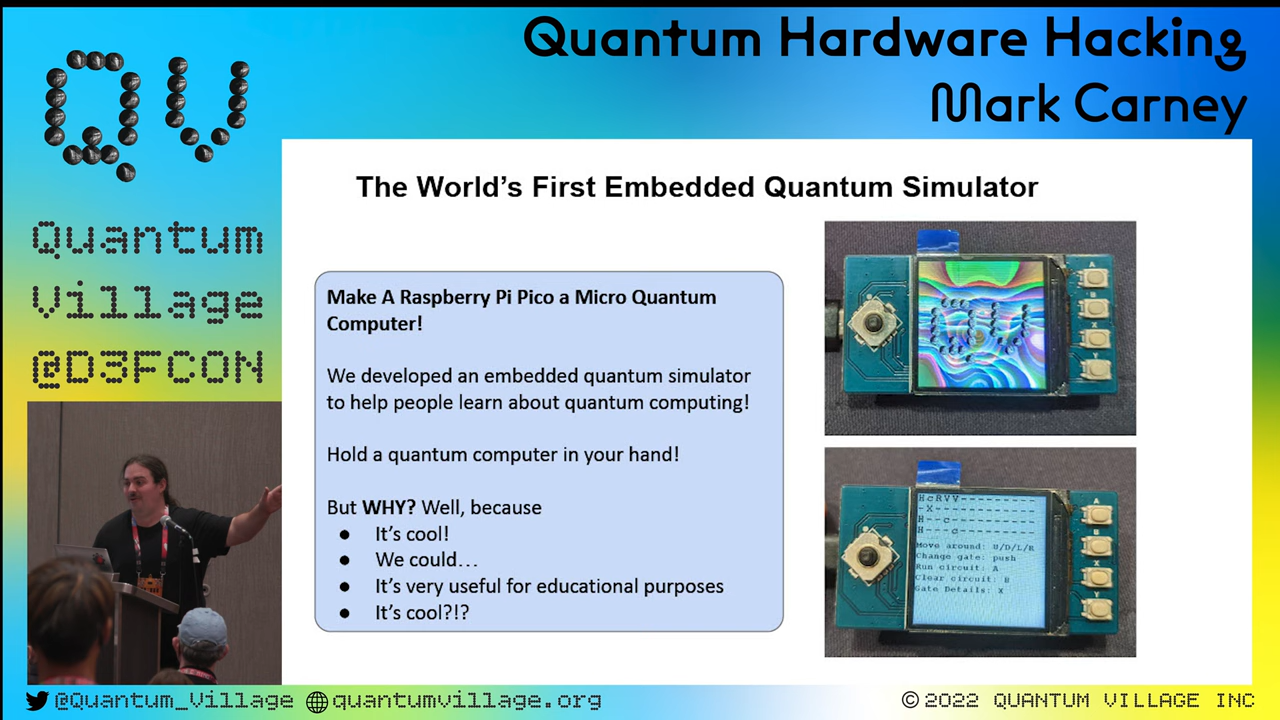 Quantum Hardware Hacking
Mark Carney
QV
Quantum
Village
@D3FCON
The World's First Embedded Quantum Simulator
Make A Raspberry Pi Pico a Micro Quantum
Computer!
We developed an embedded quantum simulator
to help people learn about quantum computing!
Hold a quantum computer in your hand!
But WHY? Well, because
● It's cool!
● We could…
● It's very useful for educational purposes
● It's cool?!?
QV
A
B
X
Y
HcRVV
-X
H--c
Move around: U/D/L/R
Change gate: push
Run circuit: A
Clear circuit: B
Gate Details: X
A
B
X
Y
@Quantum_Village
quantumvillage.org
© 2022 QUANTUM VILLAGE INC